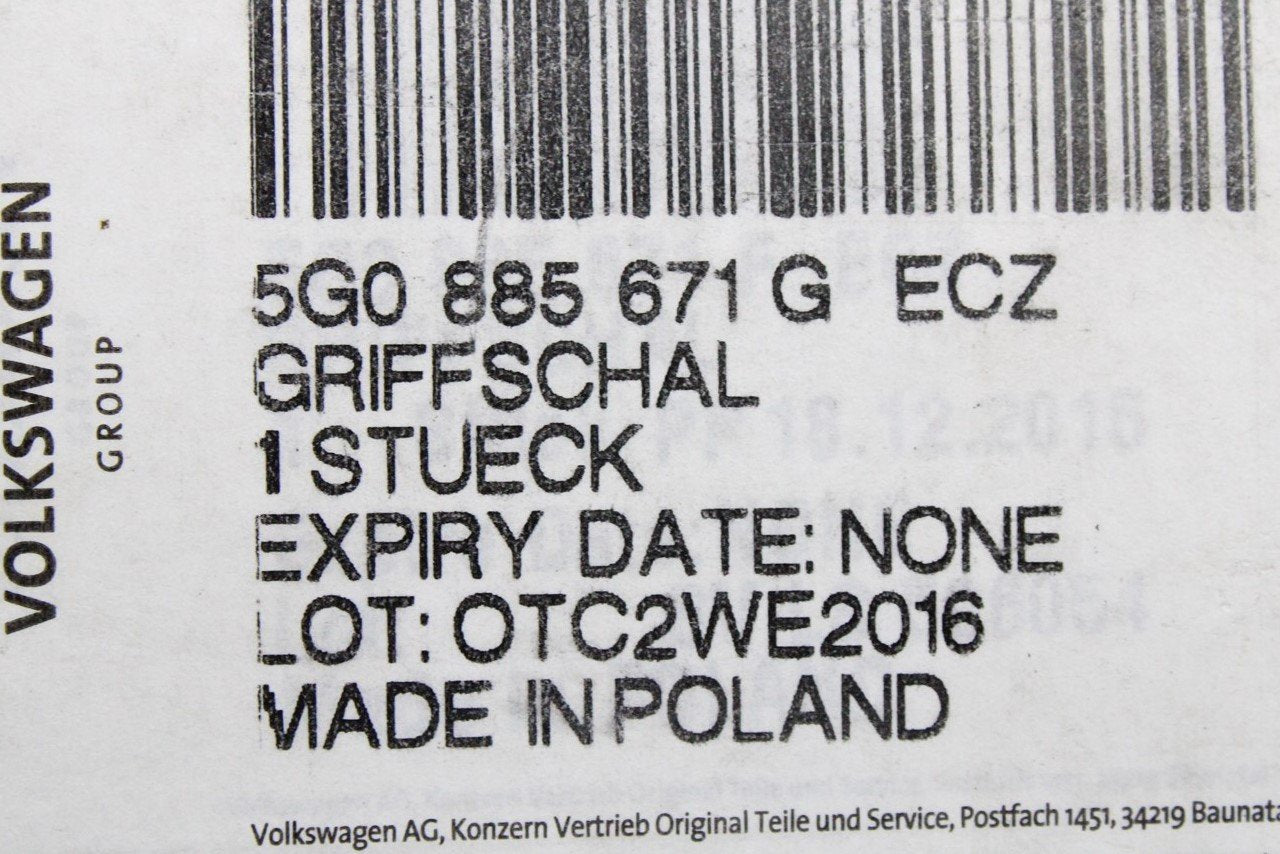 VOLKSWAGEN
GROUP
5G0 885 671 G ECZ
GRIFFSCHAL
1 STUECK
EXPIRY DATE: NONE
LOT: OTC2WE2016
MADE IN POLAND
Volkswagen AG, Konzern Vertrieb Original Teile und Service, Postfach 1451, 34219 Baunata